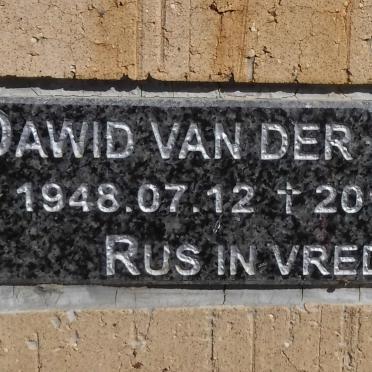 DAWID VAN DER
1948.07.12 † 20
RUS IN VRED